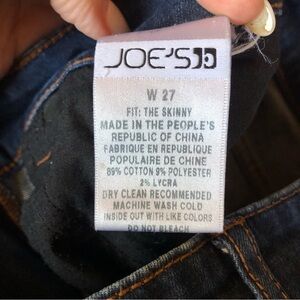 JOE'S
W 27
FIT: THE SKINNY
MADE IN THE PEOPLE'S
REPUBLIC OF CHINA
FABRIQUE EN REPUBLIQUE
POPULAIRE DE CHINE
89% COTTON 9% POLYESTER
2% LYCRA
DRY CLEAN RECOMMENDED
MACHINE WASH COLD
INSIDE OUT WITH LIKE COLORS
DO NOT BLEACH